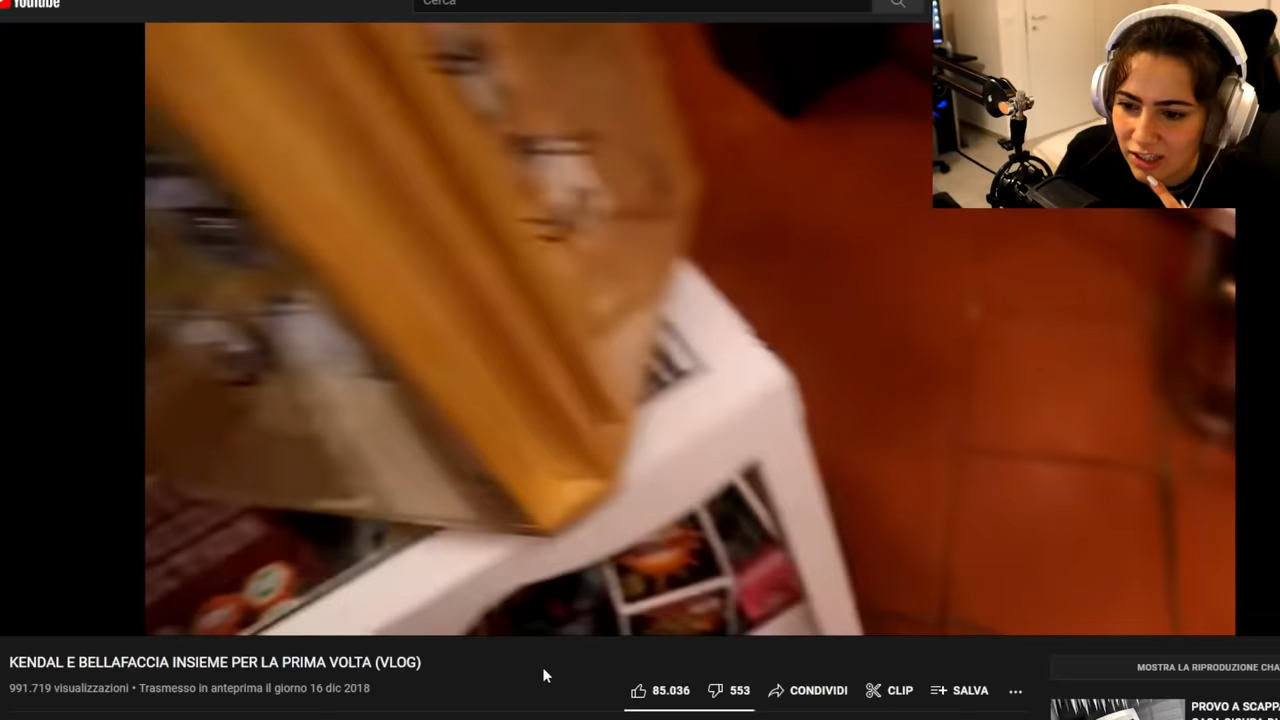 YouTube
Cerca
KENDAL E BELLAFACCIA INSIEME PER LA PRIMA VOLTA (VLOG)
991.719 visualizzazioni • Trasmesso in anteprima il giorno 16 dic 2018
85.036
553
CONDIVIDI
CLIP
SALVA
MOSTRA LA RIPRODUZIONE CHA
PROVO A SCAPPA